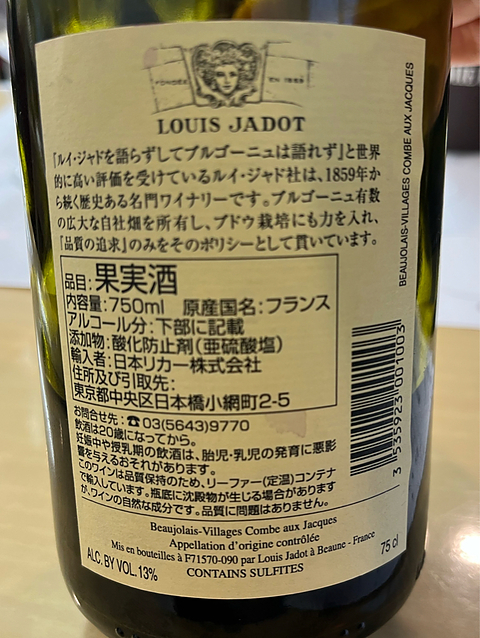 FONDÉE EN 1859
LOUIS JADOT
「ルイ・ジャドを語らずしてブルゴーニュは語れず」と世界
的に高い評価を受けているルイ・ジャド社は、1859年か
ら続く歴史ある名門ワイナリーです。ブルゴーニュ有数
の広大な自社畑を所有し、ブドウ栽培にも力を入れ、
「品質の追求」のみをそのポリシーとして貫いています。
品目:果実酒
内容量:750ml 原産国名:フランス
アルコール分:下部に記載
添加物:酸化防止剤(亜硫酸塩)
輸入者:日本リカー株式会社
住所及び引取先:
東京都中央区日本橋小網町2-5
お問合せ先:☎03(5643)9770
飲酒は20歳になってから。
妊娠中や授乳期の飲酒は、胎児・乳児の発育に悪影
響を与えるおそれがあります。
このワインは品質保持のため、リーファー(定温)コンテナ
で輸入しています。瓶底に沈殿物が生じる場合があります
が、ワインの自然な成分です。品質に問題はありません。
Beaujolais-Villages Combe aux Jacques
Appellation d'origine contrôlée
Mis en bouteilles à F71570-090 par Louis Jadot à Beaune - France
ALC. BY VOL. 13%
CONTAINS SULFITES
75 cl
BEAUJOLAIS-VILLAGES COMBE AUX JACQUES
3 535923 001003